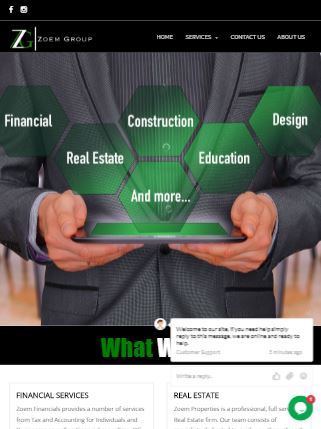 ZG ZOEM GROUP
HOME SERVICES CONTACT US ABOUT US
Financial
Construction
Design
Real Estate
Education
And more...
What W
Welcome to our site, if you need help simply
reply to this message, we are online and ready to
help.
Customer Support 5 minutes ago
Write a reply..
FINANCIAL SERVICES
Zoem Financials provides a number of services
from Tax and Accounting for Individuals and
REAL ESTATE
Zoem Properties is a professional, full ser
Real Estate firm. Our team consists of